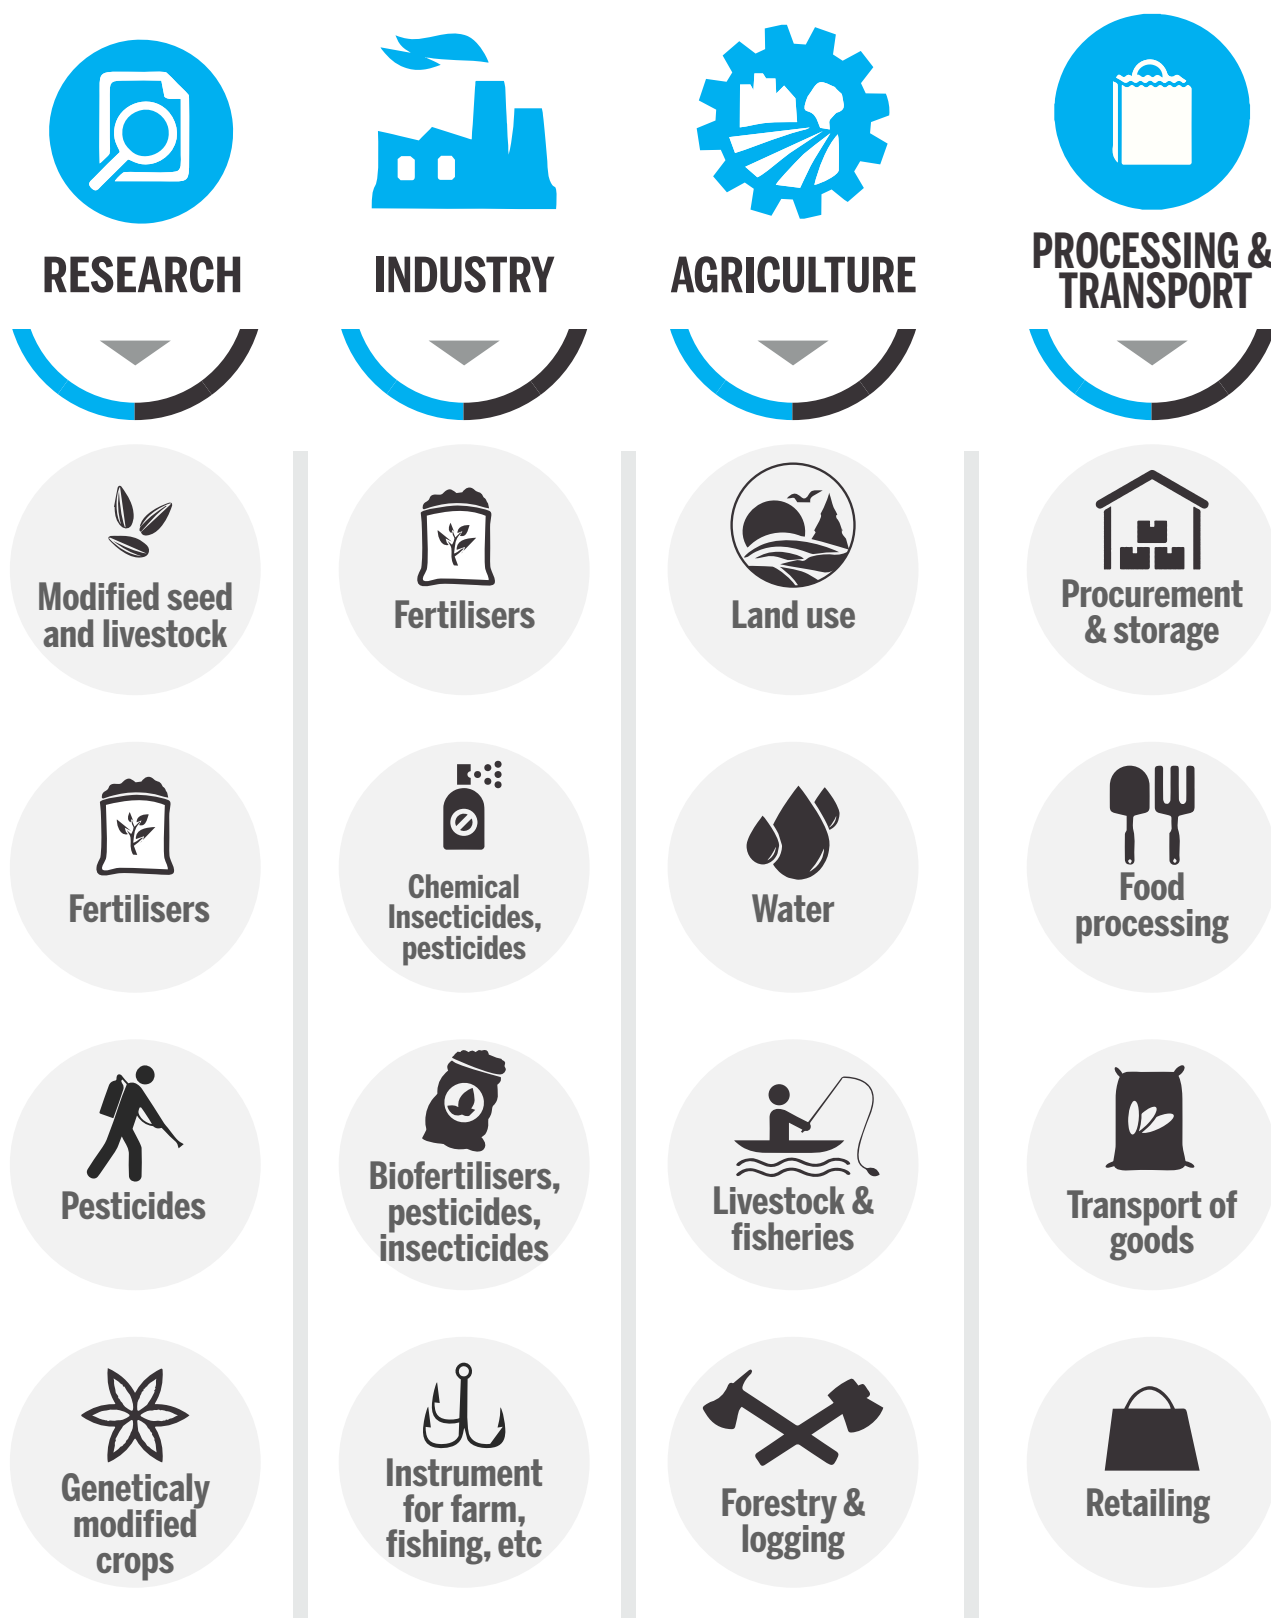 RESEARCH
Modified seed
and livestock
Fertilisers
Pesticides
Geneticaly
modified
crops
INDUSTRY
Fertilisers
Chemical
Insecticides,
pesticides
Biofertilisers,
pesticides,
insecticides
Instrument
for farm,
fishing, etc
AGRICULTURE
Land use
Water
Livestock &
fisheries
Forestry &
logging
PROCESSING &
TRANSPORT
Procurement
& storage
Food
processing
Transport of
goods
Retailing